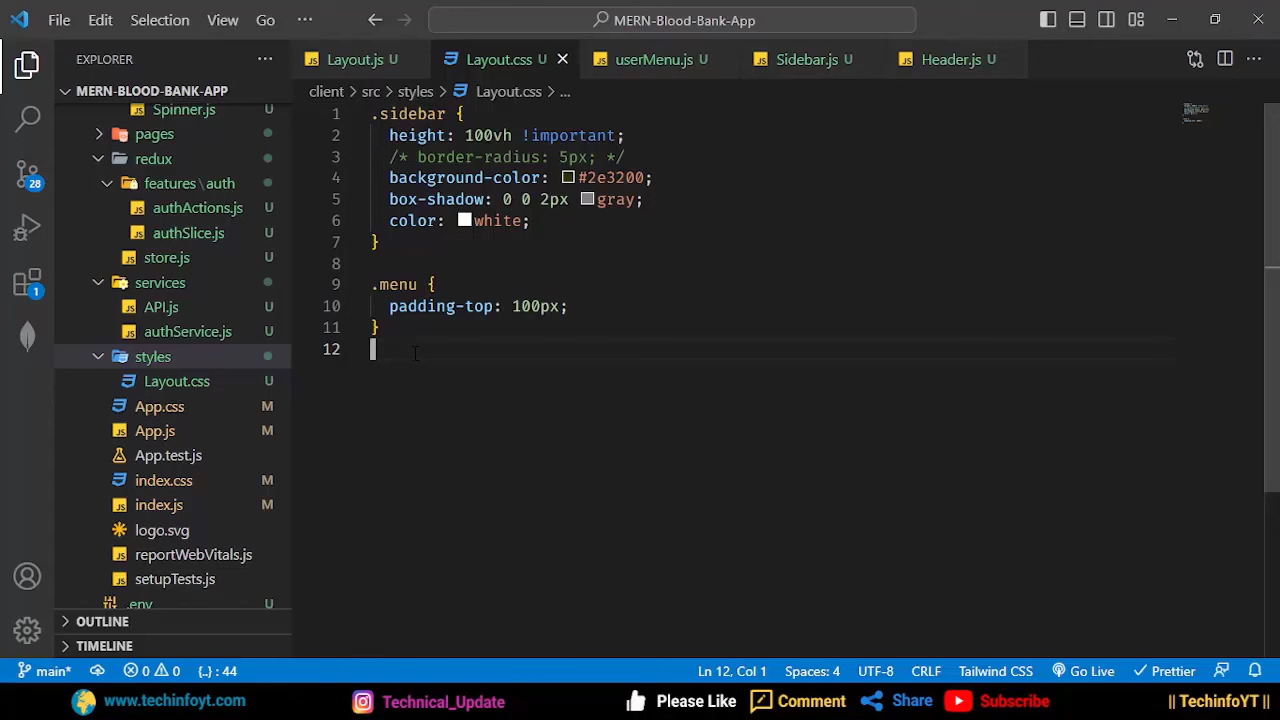 File Edit Selection View Go ··· MERN-Blood-Bank-App
EXPLORER ···
Layout.js U
Layout.css U
userMenu.js U
Sidebar.js U
Header.js U
MERN-BLOOD-BANK-APP
client > src > styles > Layout.css > ...
Spinner.js U
pages
redux
features\auth
authActions.js U
authSlice.js U
store.js U
services
API.js U
authService.js U
styles
Layout.css U
App.css M
App.js M
App.test.js
index.css M
index.js M
logo.svg
reportWebVitals.js
setupTests.js
.env U
OUTLINE
TIMELINE
28
1
1 .sidebar {
2 height: 100vh !important;
3 /* border-radius: 5px; */
4 background-color: #2e3200;
5 box-shadow: 0 0 2px gray;
6 color: white;
7 }
8
9 .menu {
10 padding-top: 100px;
11 }
12
main* 0 0 {..} : 44 Ln 12, Col 1 Spaces: 4 UTF-8 CRLF Tailwind CSS Go Live Prettier
www.techinfoyt.com Technical_Update Please Like Comment Share Subscribe || TechinfoYT ||